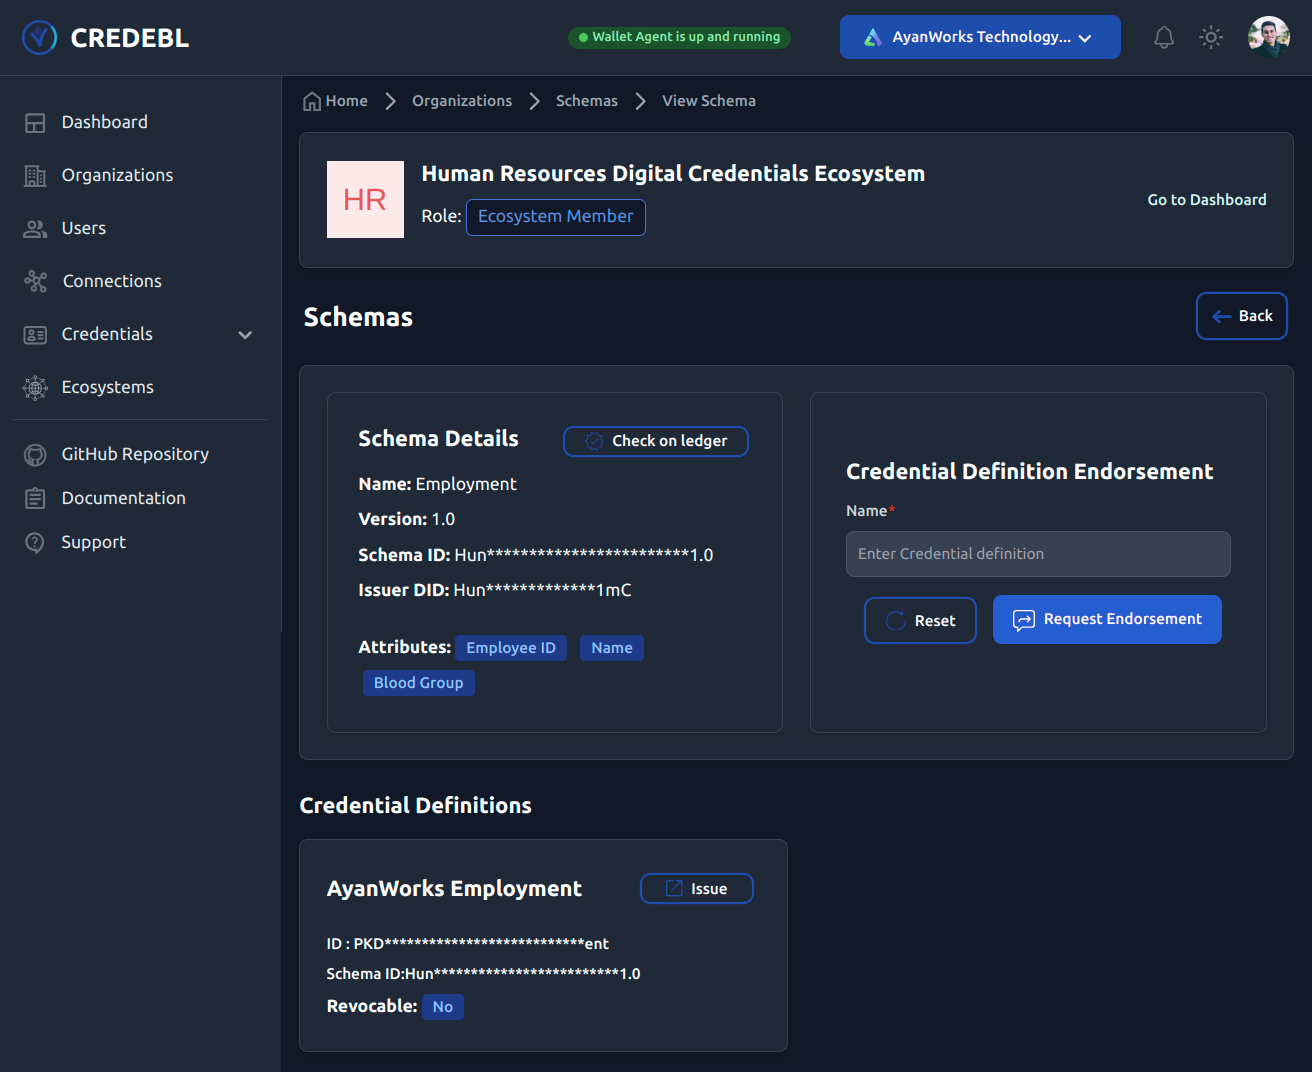 CREDEBL
Wallet Agent is up and running
AyanWorks Technology...
Dashboard
Organizations
Users
Connections
Credentials
Ecosystems
GitHub Repository
Documentation
Support
Home
Organizations
Schemas
View Schema
HR
Human Resources Digital Credentials Ecosystem
Role: Ecosystem Member
Go to Dashboard
Schemas
Back
Schema Details
Check on ledger
Name: Employment
Version: 1.0
Schema ID: Hun************************1.0
Issuer DID: Hun*************1mC
Attributes: Employee ID Name
Blood Group
Credential Definition Endorsement
Name*
Enter Credential definition
Reset
Request Endorsement
Credential Definitions
AyanWorks Employment
Issue
ID : PKD***************************ent
Schema ID:Hun*************************1.0
Revocable: No